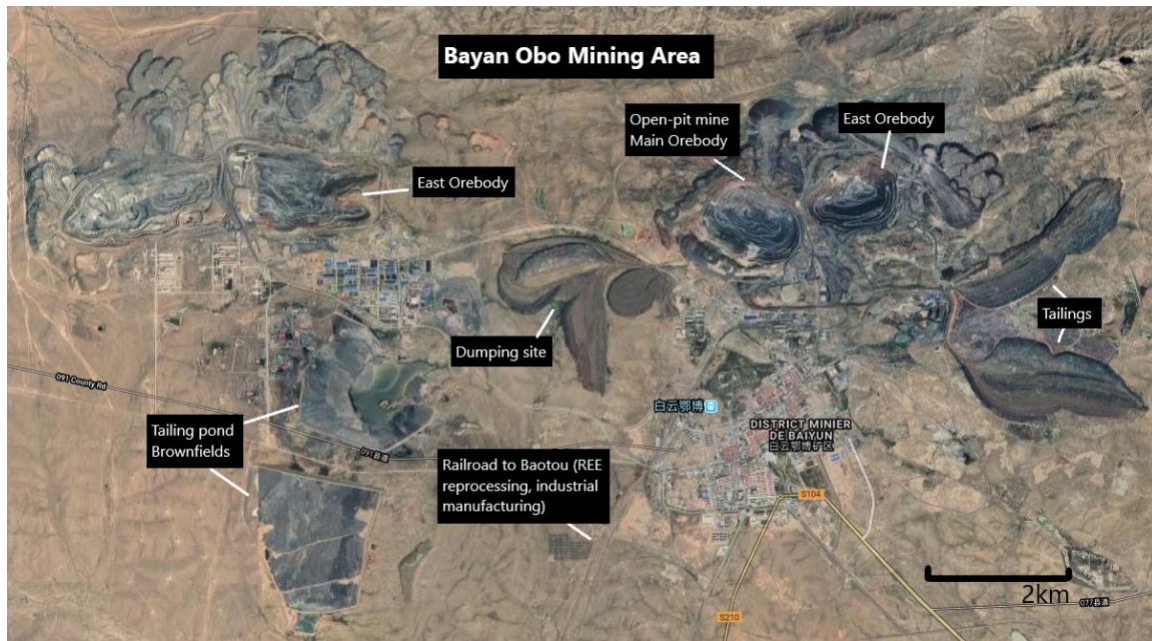 Bayan Obo Mining Area
Open-pit mine
Main Orebody
East Orebody
East Orebody
Tailings
Dumping site
091 County Rd
白云鄂博
DISTRICT MINIER
DE BAIYUN
白云鄂博矿区
Tailing pond
Brownfields
091县道
Railroad to Baotou (REE
reprocessing, industrial
manufacturing)
S104
2km
077县道
S210